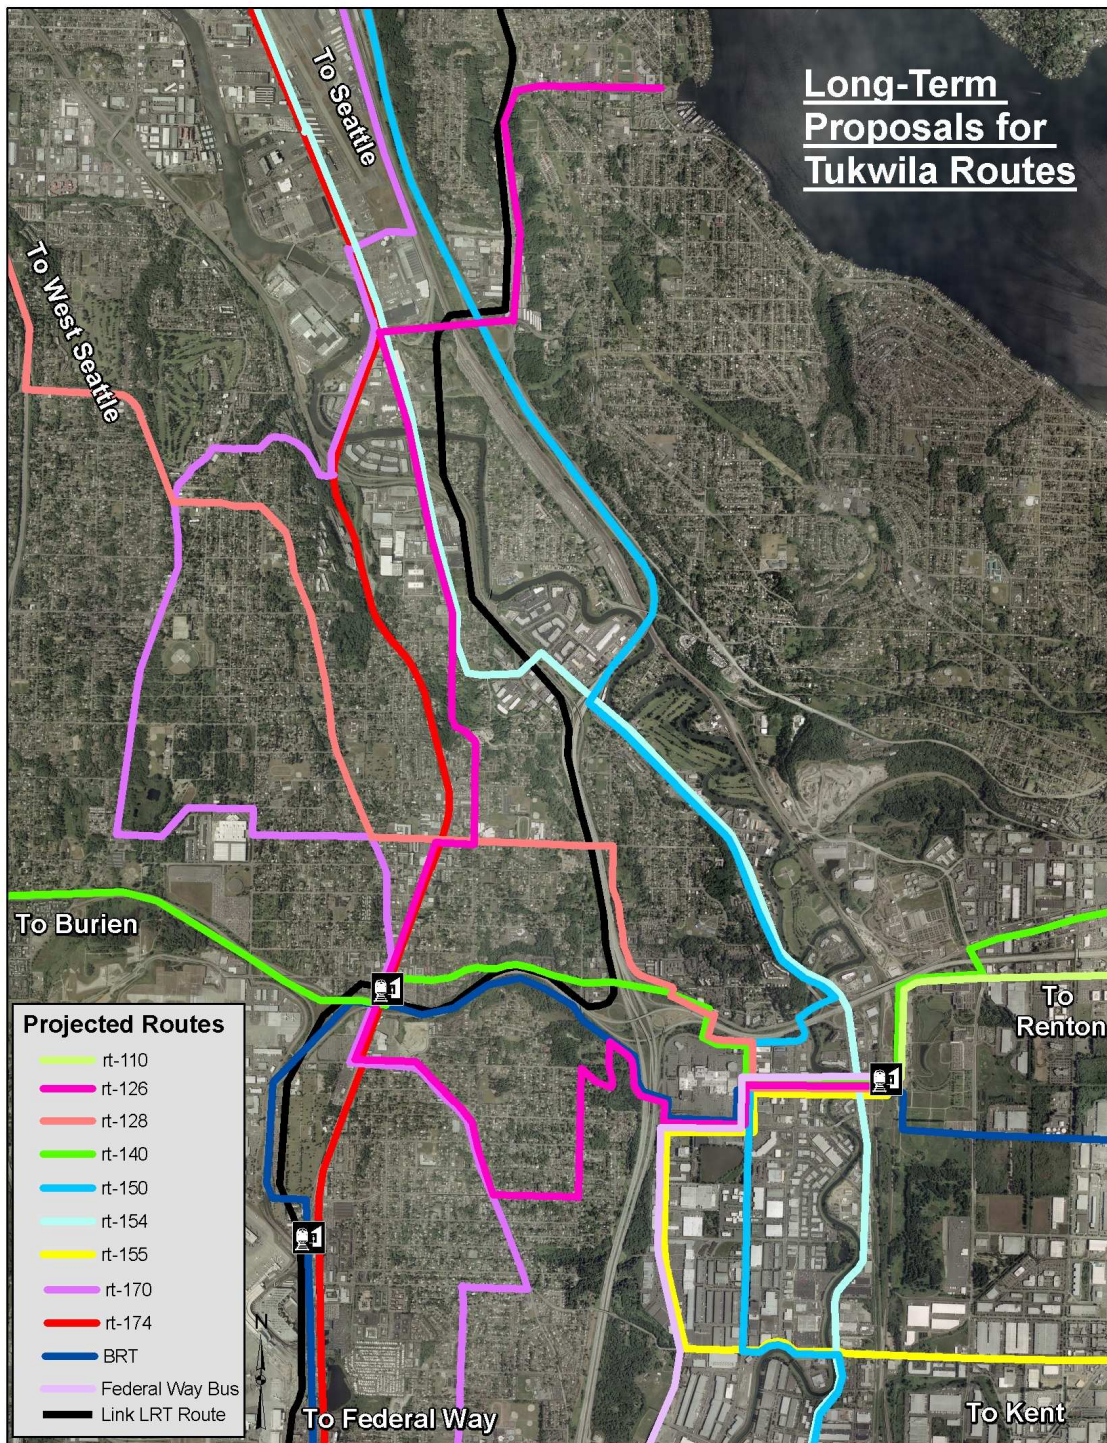 Long-Term
Proposals for
Tukwila Routes
To Seattle
To West Seattle
To Burien
To
Renton
Projected Routes
rt-110
rt-126
rt-128
rt-140
rt-150
rt-154
rt-155
rt-170
rt-174
BRT
Federal Way Bus
Link LRT Route
N
To Federal Way
To Kent